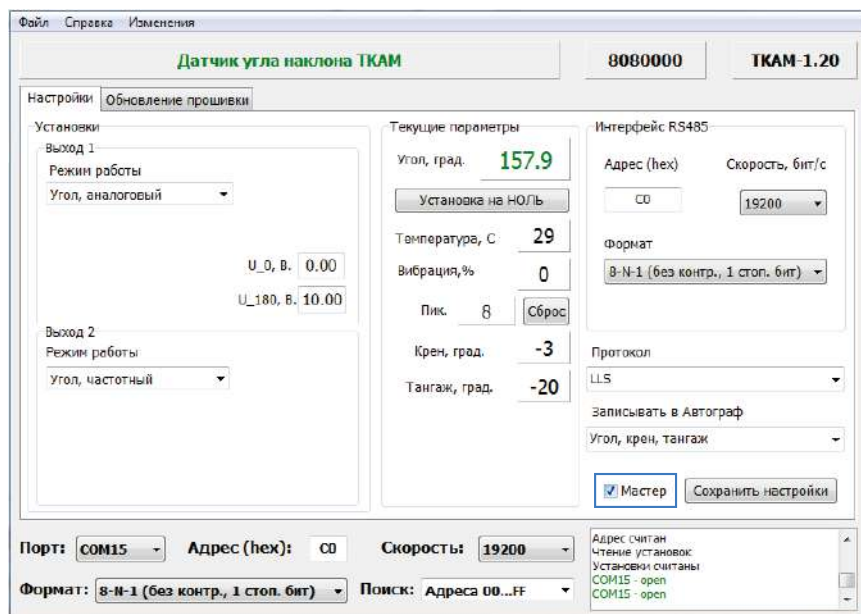 Файл Справка Изменения
Датчик угла наклона ТКАМ 8080000 ТКАМ-1.20
Настройки Обновление прошивки
Установки
Выход 1
Режим работы
Угол, аналоговый
U_0, В. 0.00
U_180, В. 10.00
Выход 2
Режим работы
Угол, частотный
Текущие параметры
Угол, град. 157.9
Установка на НОЛЬ
Температура, С 29
Вибрация,% 0
Пик. 8 Сброс
Крен, град. -3
Тангаж, град. -20
Интерфейс RS485
Адрес (hex) Скорость, бит/с
C0 19200
Формат
8-N-1 (без контр., 1 стоп. бит)
Протокол
LLS
Записывать в Автограф
Угол, крен, тангаж
Мастер Сохранить настройки
Порт: COM15 Адрес (hex): C0 Скорость: 19200
Формат: 8-N-1 (без контр., 1 стоп. бит) Поиск: Адреса 00...FF
Адрес считан
Чтение установок
Установки считаны
COM15 - open
COM15 - open